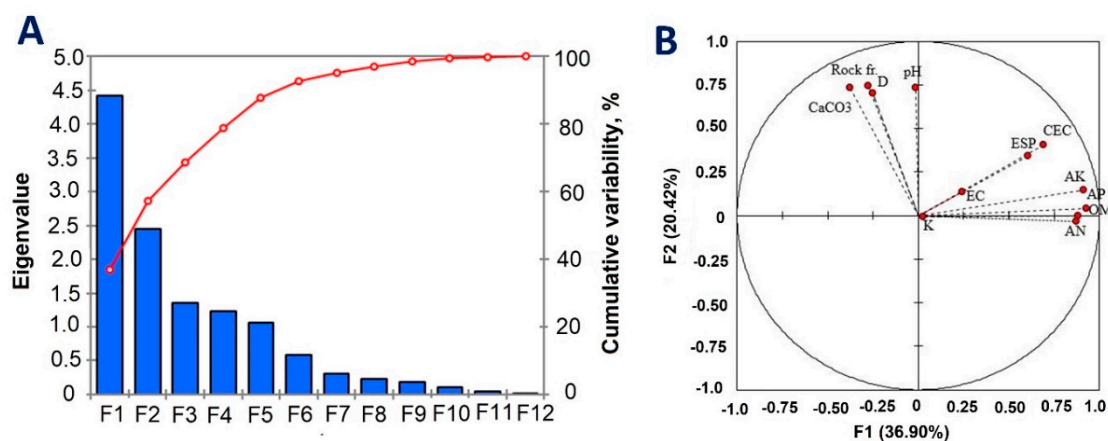 A
Eigenvalue
5.0
4.5
4.0
3.5
3.0
2.5
2.0
1.5
1.0
0.5
0
F1 F2 F3 F4 F5 F6 F7 F8 F9 F10 F11 F12
100
80
60
40
20
0
Cumulative variability, %
B
F2 (20.42%)
1.0
0.75
0.50
0.25
0
-0.25
-0.50
-0.75
-1.0
Rock fr.
D
pH
CaCO3
ESP
CEC
AK
AP
EC
OM
K
AN
-1.0 -0.75 -0.50 -0.25 0 0.25 0.50 0.75 1.0
F1 (36.90%)